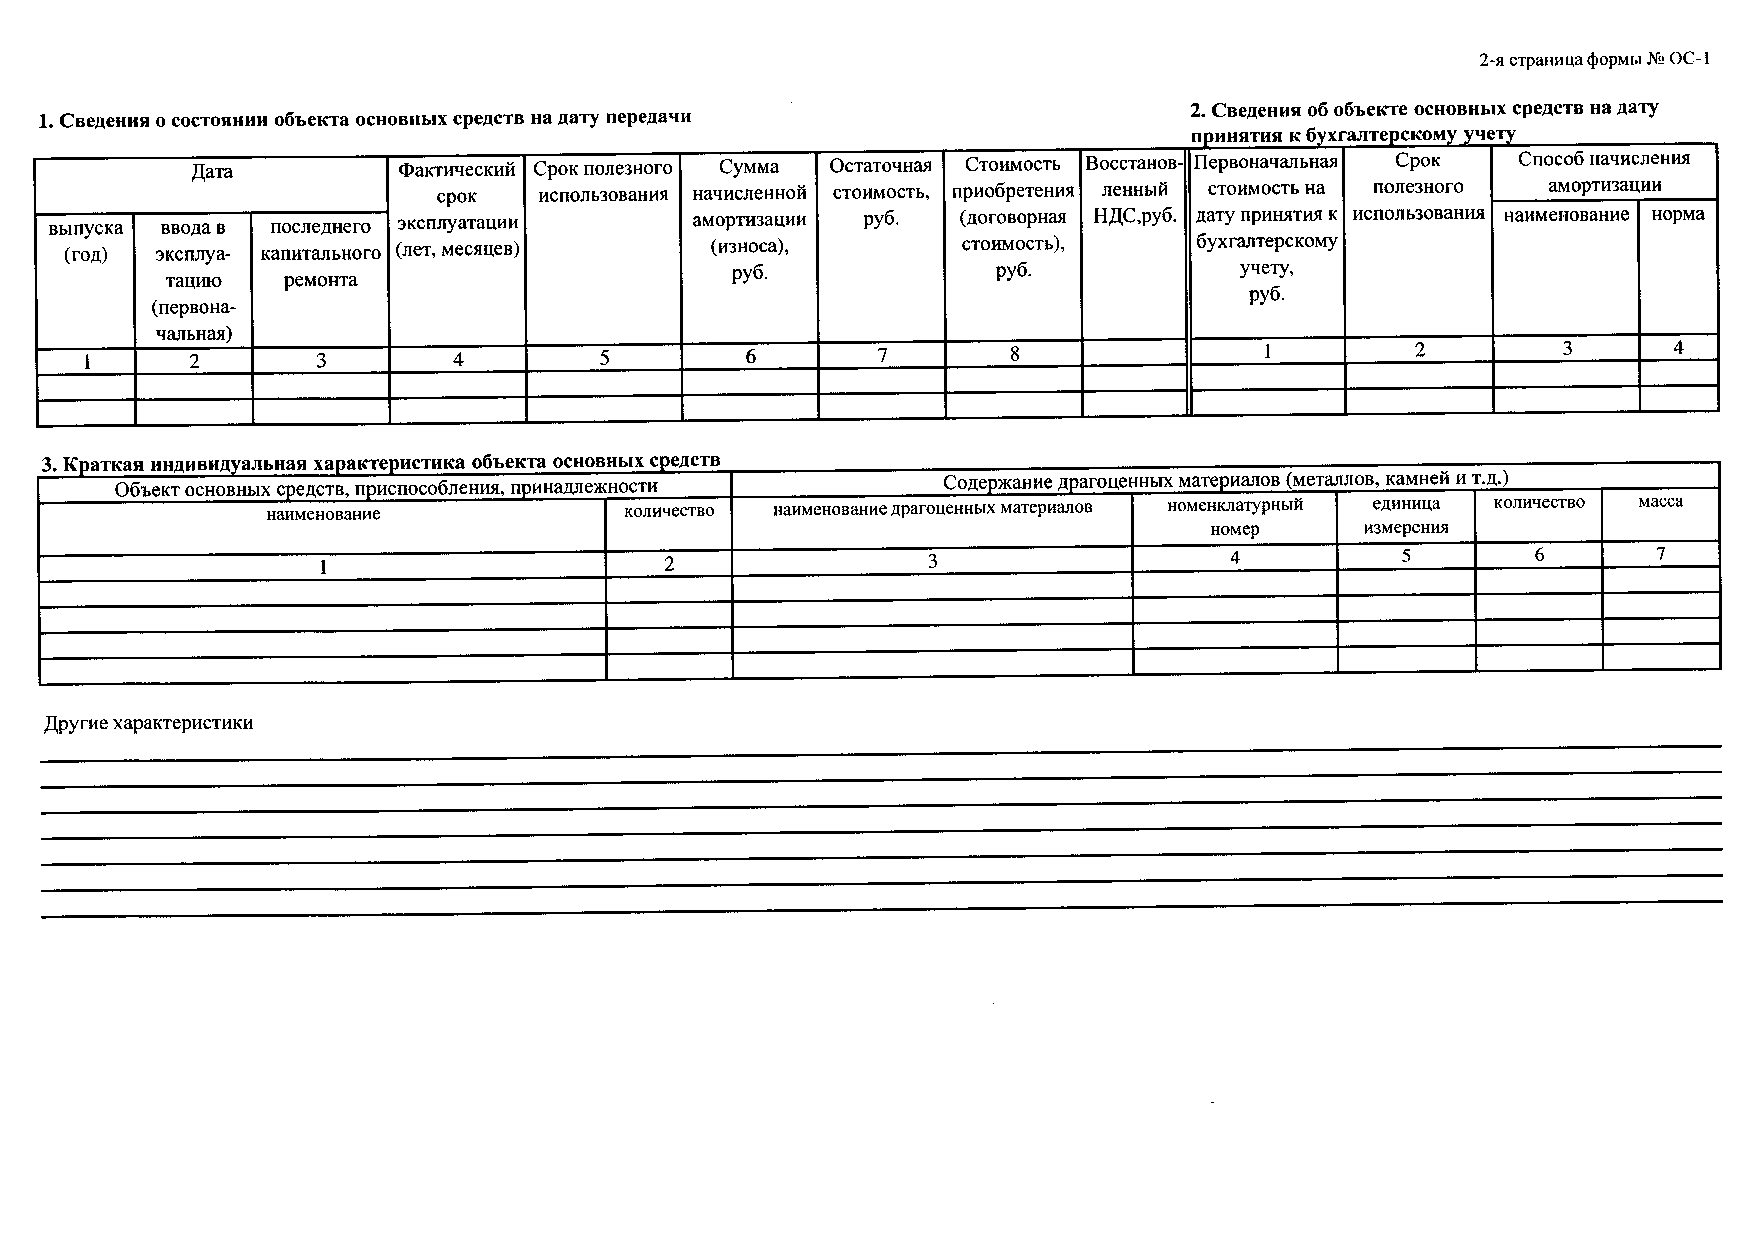 2-я страница формы № ОС-1
1. Сведения о состоянии объекта основных средств на дату передачи
2. Сведения об объекте основных средств на дату
принятия к бухгалтерскому учету
Дата
выпуска
(год)
ввода в
эксплуа-
тацию
(первона-
чальная)
последнего
капитального
ремонта
Фактический
срок
эксплуатации
(лет, месяцев)
Срок полезного
использования
Сумма
начисленной
амортизации
(износа),
руб.
Остаточная
стоимость,
руб.
Стоимость
приобретения
(договорная
стоимость),
руб.
Восстанов-
ленный
НДС,руб.
Первоначальная
стоимость на
дату принятия к
бухгалтерскому
учету,
руб.
Срок
полезного
использования
Способ начисления
амортизации
наименование
норма
1 2 3 4 5 6 7 8 1 2 3 4
3. Краткая индивидуальная характеристика объекта основных средств
Объект основных средств, приспособления, принадлежности
Содержание драгоценных материалов (металлов, камней и т.д.)
наименование
количество
наименование драгоценных материалов
номенклатурный
номер
единица
измерения
количество
масса
1 2 3 4 5 6 7
Другие характеристики